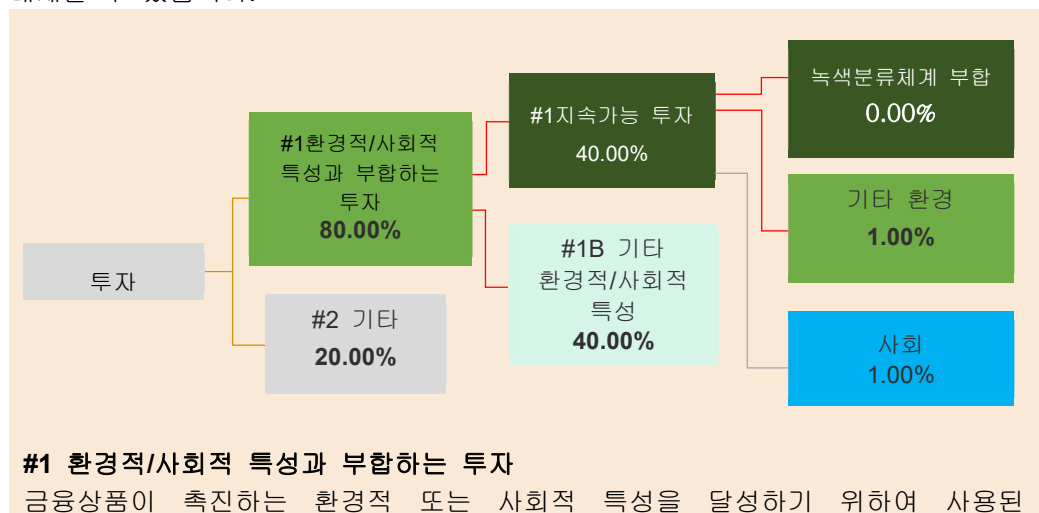 투자
#1환경적/사회적
특성과 부합하는
투자
80.00%
#2 기타
20.00%
#1지속가능 투자
40.00%
#1B 기타
환경적/사회적
특성
40.00%
녹색분류체계 부합
0.00%
기타 환경
1.00%
사회
1.00%
#1 환경적/사회적 특성과 부합하는 투자
금융상품이 촉진하는 환경적 또는 사회적 특성을 달성하기 위하여 사용된